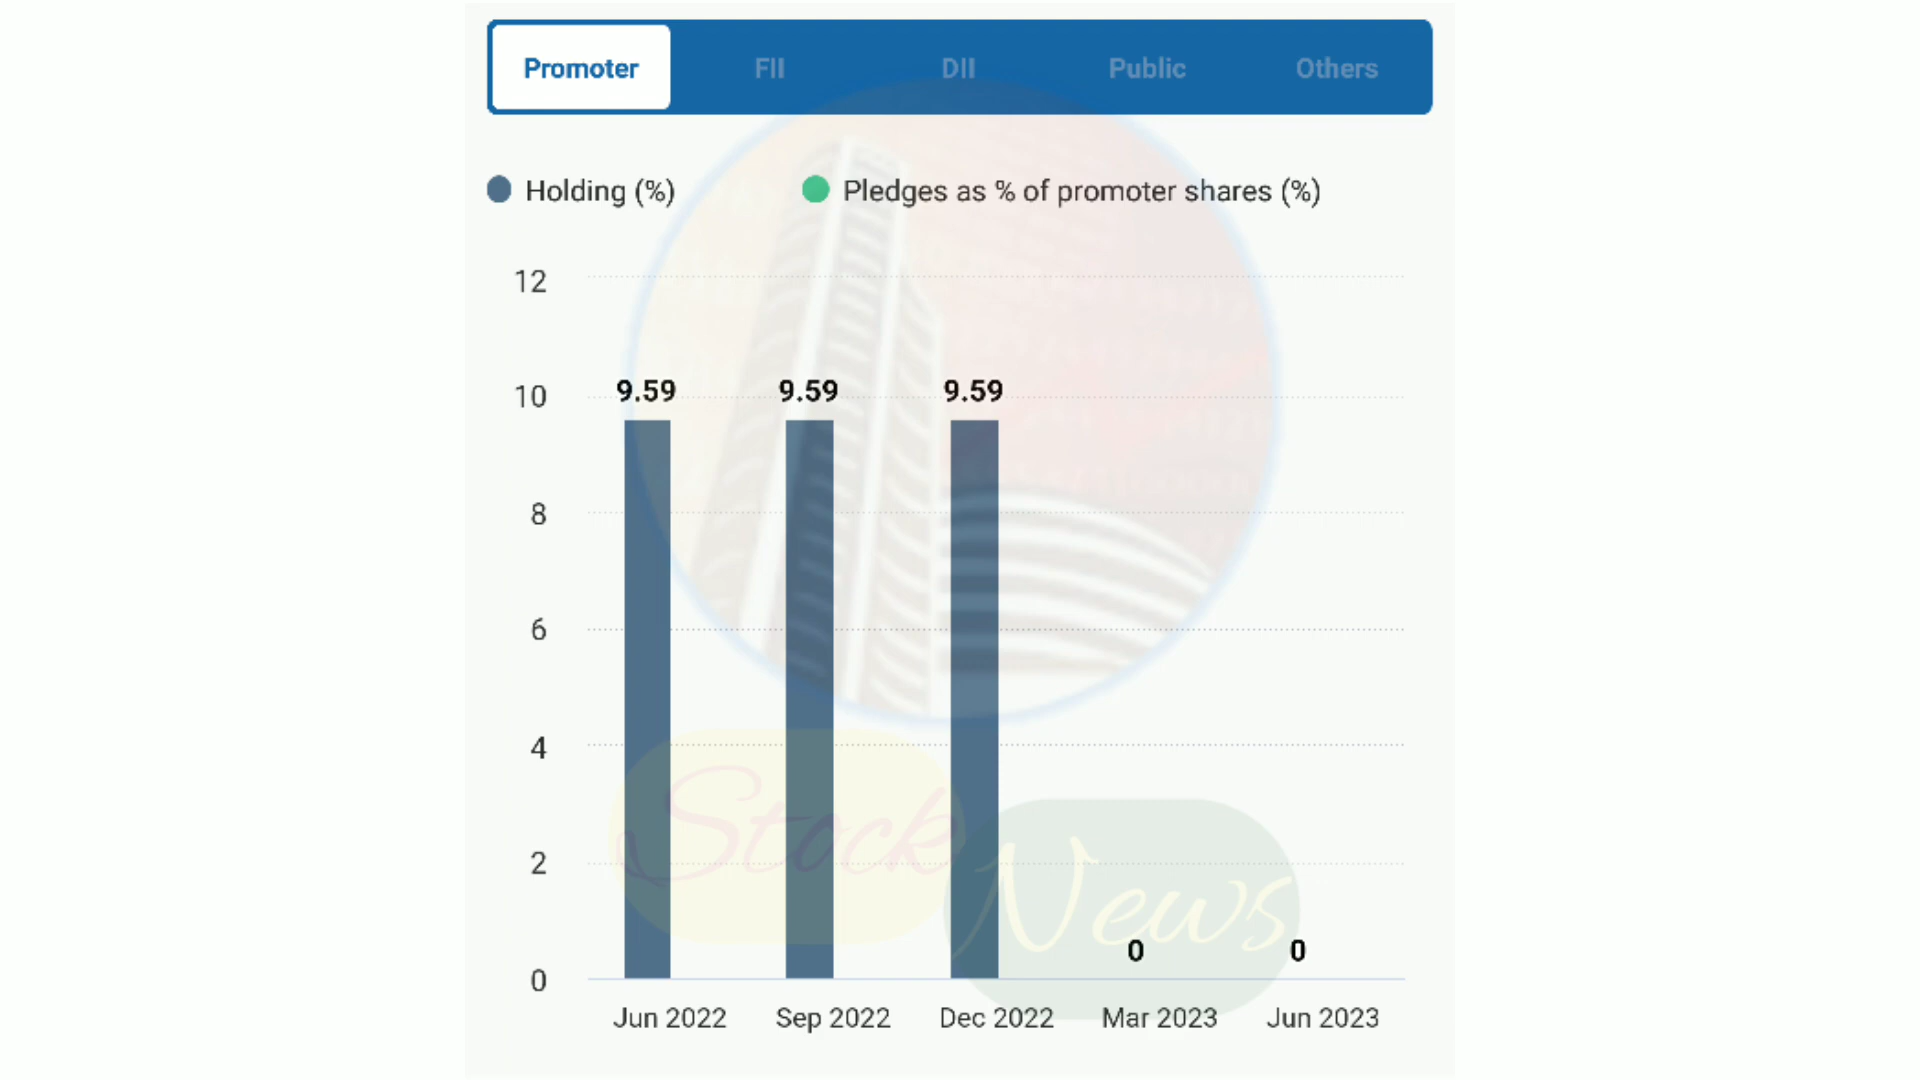 Promoter FII DII Public Others
Holding (%) Pledges as % of promoter shares (%)
12
10
9.59 9.59 9.59
8
6
4
2
0
0 0
Jun 2022 Sep 2022 Dec 2022 Mar 2023 Jun 2023
Stock
News